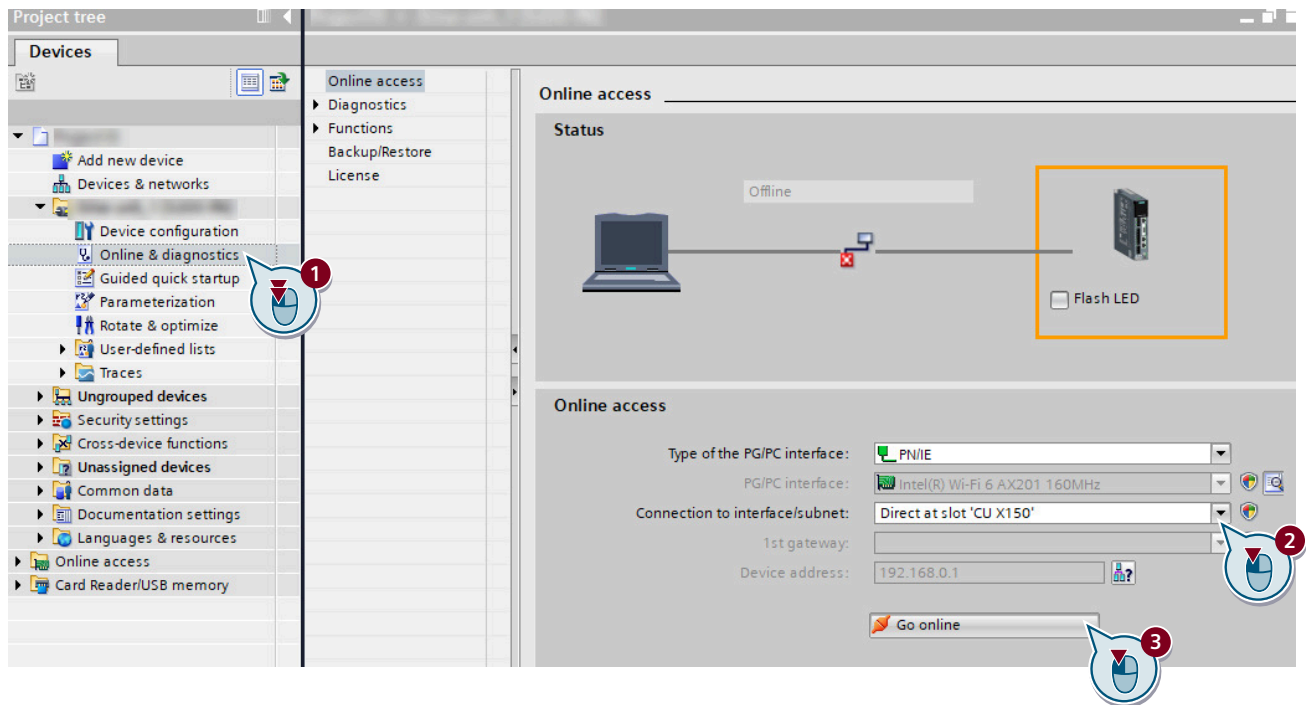 Project tree
Devices
Add new device
Devices & networks
Device configuration
Online & diagnostics
Guided quick startup
Parameterization
Rotate & optimize
User-defined lists
Traces
Ungrouped devices
Security settings
Cross-device functions
Unassigned devices
Common data
Documentation settings
Languages & resources
Online access
Card Reader/USB memory
1
Online access
Diagnostics
Functions
Backup/Restore
License
Online access
Status
Offline
Flash LED
Online access
Type of the PG/PC interface: PN/IE
PG/PC interface: Intel(R) Wi-Fi 6 AX201 160MHz
Connection to interface/subnet: Direct at slot 'CU X150'
2
1st gateway:
Device address: 192.168.0.1
Go online
3